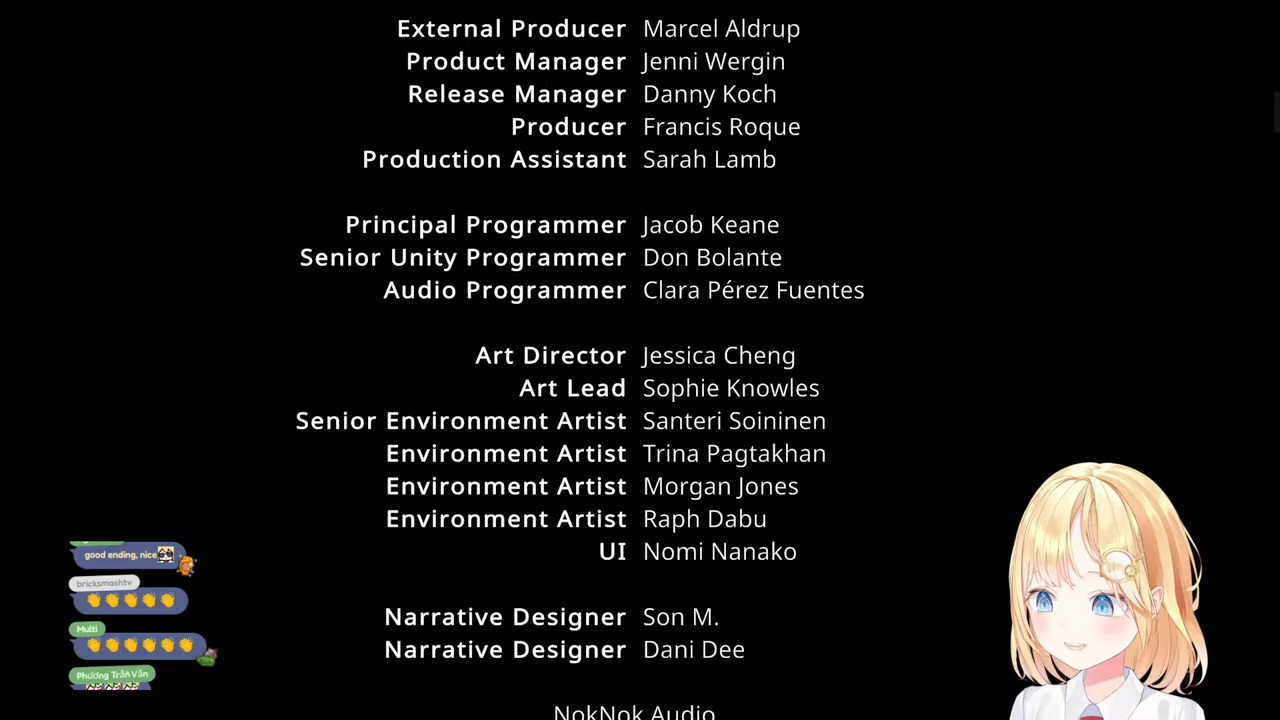 External Producer Marcel Aldrup
Product Manager Jenni Wergin
Release Manager Danny Koch
Producer Francis Roque
Production Assistant Sarah Lamb
Principal Programmer Jacob Keane
Senior Unity Programmer Don Bolante
Audio Programmer Clara Pérez Fuentes
Art Director Jessica Cheng
Art Lead Sophie Knowles
Senior Environment Artist Santeri Soininen
Environment Artist Trina Pagtakhan
Environment Artist Morgan Jones
Environment Artist Raph Dabu
UI Nomi Nanako
Narrative Designer Son M.
Narrative Designer Dani Dee
NokNok Audio
good ending, nice
bricksmashtv
Multi
Phương Trần Văn